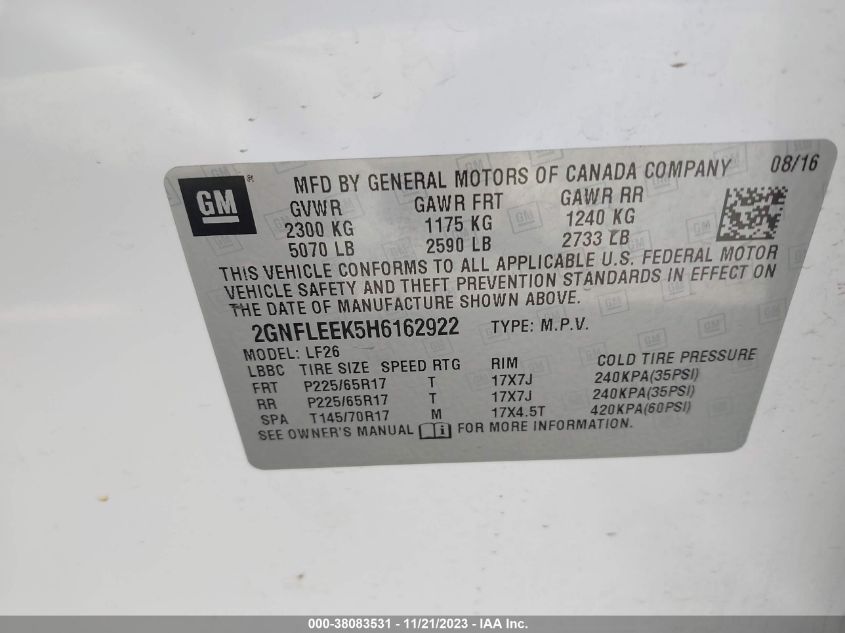 GM
MFD BY GENERAL MOTORS OF CANADA COMPANY 08/16
GVWR GAWR FRT GAWR RR
2300 KG 1175 KG 1240 KG
5070 LB 2590 LB 2733 LB
THIS VEHICLE CONFORMS TO ALL APPLICABLE U.S. FEDERAL MOTOR
VEHICLE SAFETY AND THEFT PREVENTION STANDARDS IN EFFECT ON
THE DATE OF MANUFACTURE SHOWN ABOVE.
2GNFLEEK5H6162922 TYPE: M.P.V.
MODEL: LF26
LBBC TIRE SIZE SPEED RTG RIM COLD TIRE PRESSURE
FRT P225/65R17 T 17X7J 240KPA(35PSI)
RR P225/65R17 T 17X7J 240KPA(35PSI)
SPA T145/70R17 M 17X4.5T 420KPA(60PSI)
SEE OWNER'S MANUAL FOR MORE INFORMATION.
000-38083531 - 11/21/2023 - IAA Inc.